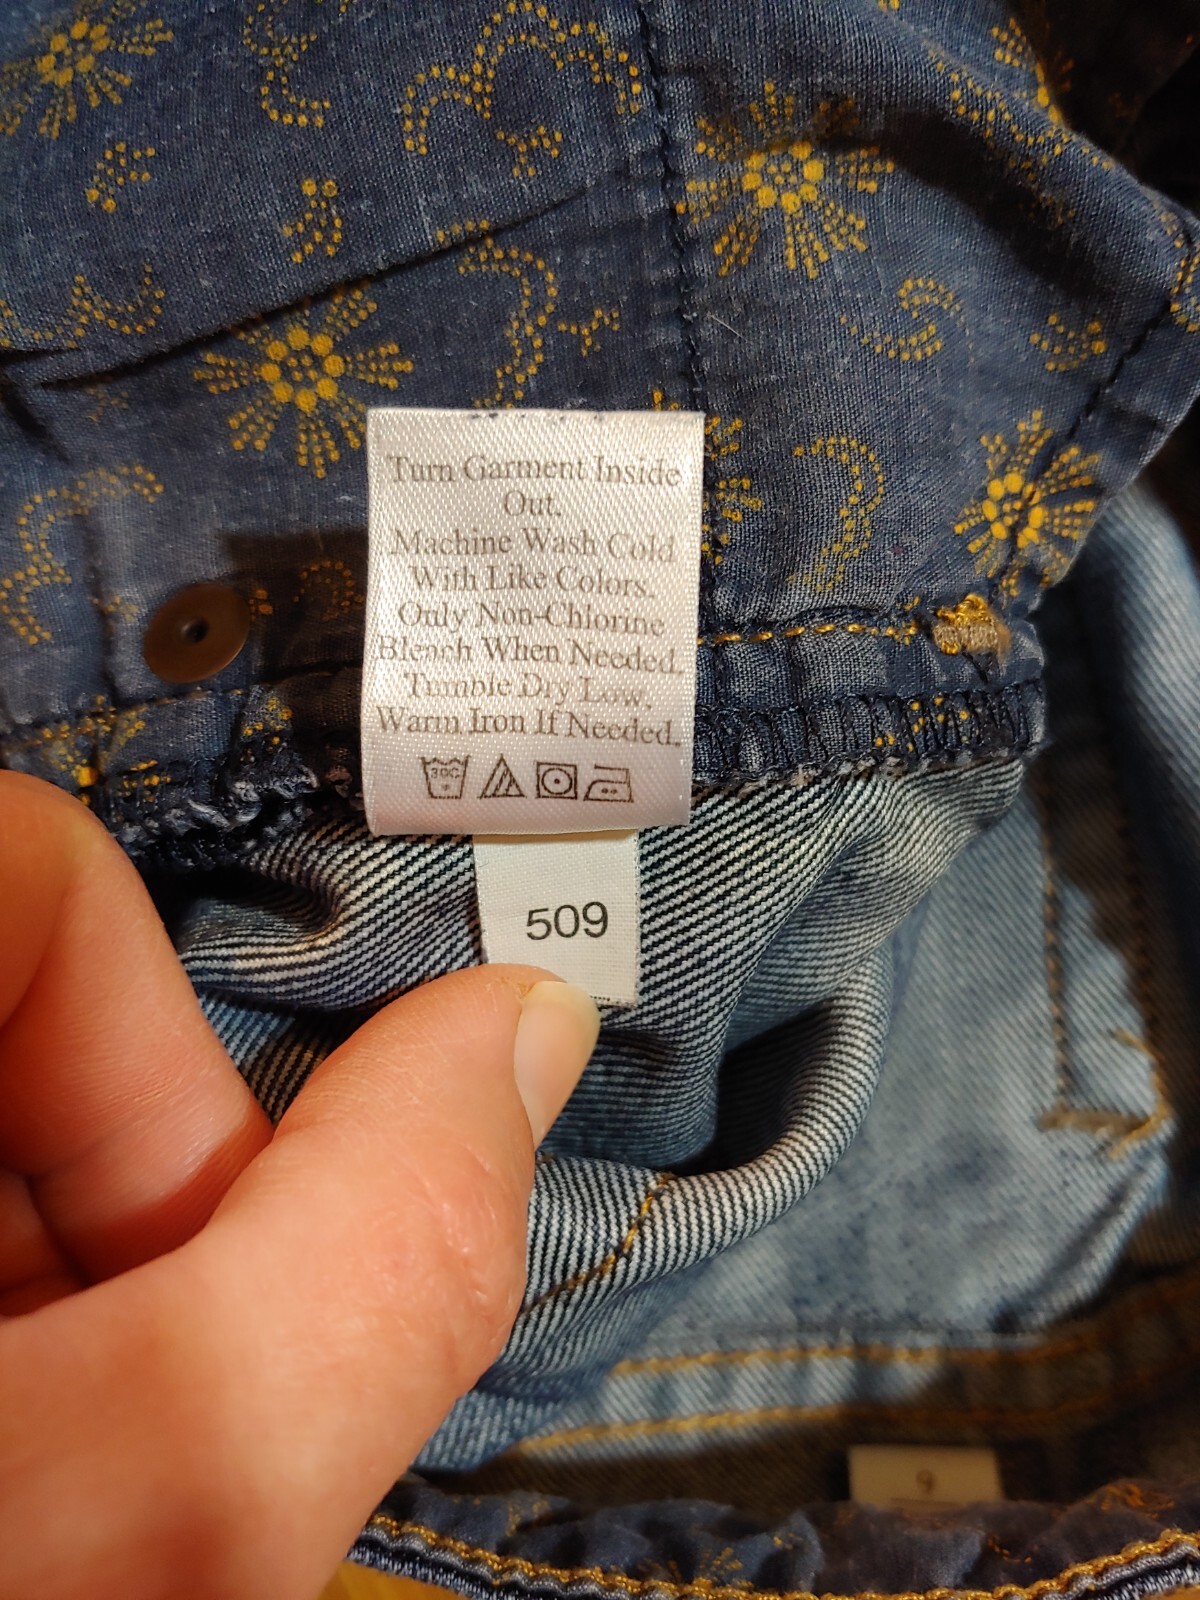 Turn Garment Inside
Out.
Machine Wash Cold
With Like Colors.
Only Non-Chlorine
Bleach When Needed.
Tumble Dry Low.
Warm Iron If Needed.
30C
509
9